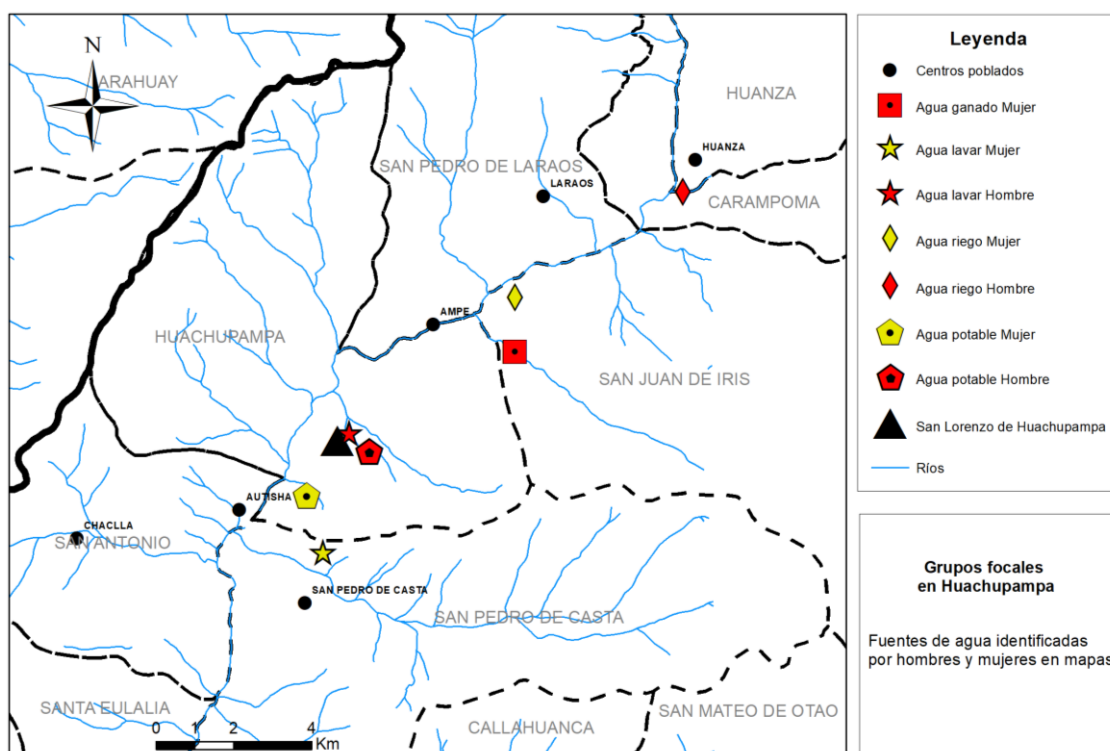 N
ARAHUAY
HUANZA
HUANZA
SAN PEDRO DE LARAOS
LARAOS
CARAMPOMA
AMPE
HUACHUPAMPA
SAN JUAN DE IRIS
AUTISHA
CHACLLA
SAN ANTONIO
SAN PEDRO DE CASTA
SAN PEDRO DE CASTA
SANTA EULALIA
SAN MATEO DE OTAO
CALLAHUANCA
0 1 2 4
Km
Leyenda
Centros poblados
Agua ganado Mujer
Agua lavar Mujer
Agua lavar Hombre
Agua riego Mujer
Agua riego Hombre
Agua potable Mujer
Agua potable Hombre
San Lorenzo de Huachupampa
Ríos
Grupos focales
en Huachupampa
Fuentes de agua identificadas
por hombres y mujeres en mapas